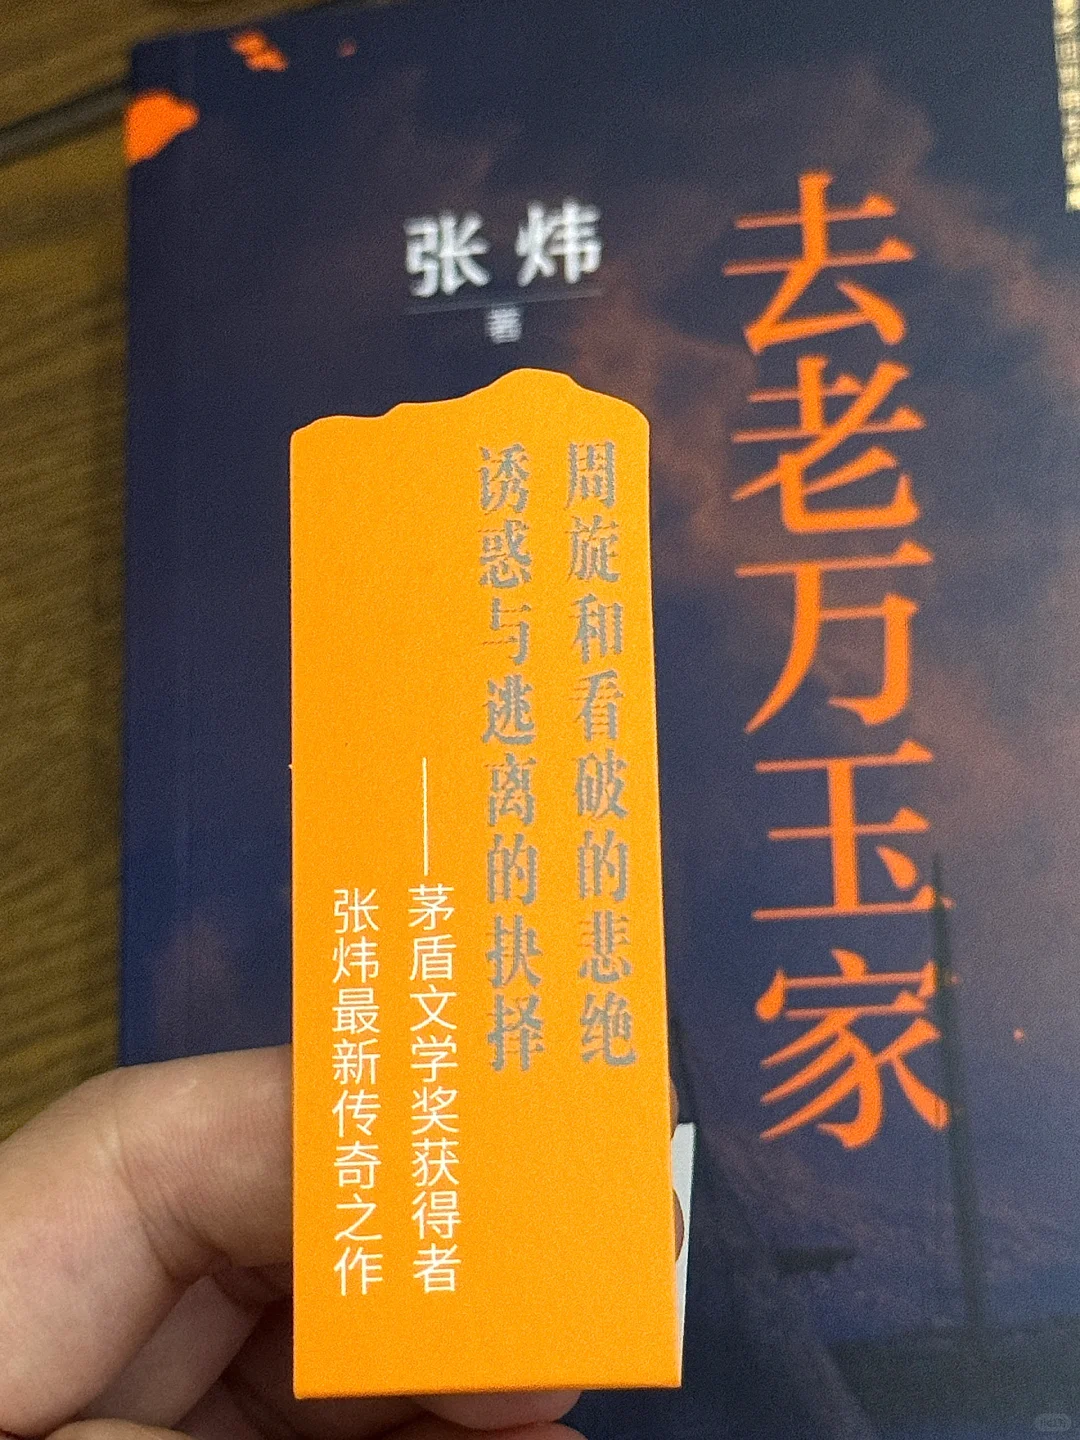 去老万玉家
张炜
著
周旋和看破的悲绝
诱惑与逃离的抉择
——茅盾文学奖获得者
张炜最新传奇之作